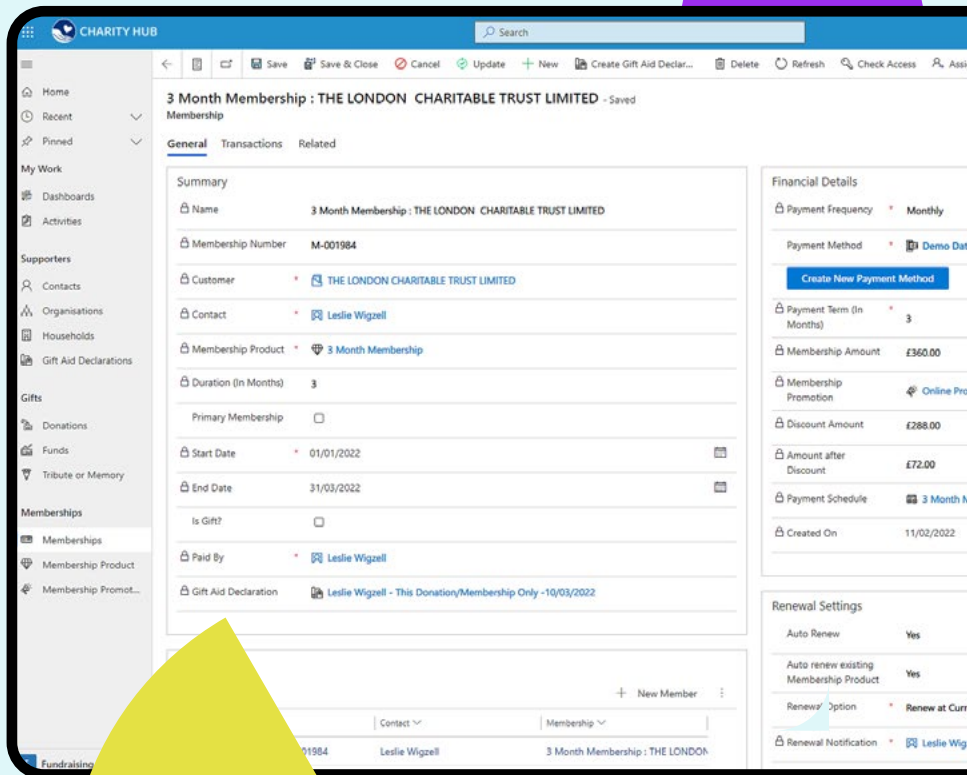 CHARITY HUB
Search
Save
Save & Close
Cancel
Update
New
Create Gift Aid Declar...
Delete
Refresh
Check Access
Home
Recent
Pinned
My Work
Dashboards
Activities
Supporters
Contacts
Organisations
Households
Gift Aid Declarations
Gifts
Donations
Funds
Tribute or Memory
Memberships
Memberships
Membership Product
Membership Promot...
Fundraising
3 Month Membership : THE LONDON CHARITABLE TRUST LIMITED - Saved
Membership
General Transactions Related
Summary
Name 3 Month Membership : THE LONDON CHARITABLE TRUST LIMITED
Membership Number M-001984
Customer * THE LONDON CHARITABLE TRUST LIMITED
Contact * Leslie Wigzell
Membership Product * 3 Month Membership
Duration (In Months) 3
Primary Membership
Start Date * 01/01/2022
End Date 31/03/2022
Is Gift?
Paid By * Leslie Wigzell
Gift Aid Declaration Leslie Wigzell - This Donation/Membership Only -10/03/2022
New Member
Contact Membership
01984 Leslie Wigzell 3 Month Membership : THE LONDON
Financial Details
Payment Frequency * Monthly
Payment Method * Demo
Create New Payment Method
Payment Term (In
Months) * 3
Membership Amount £360.00
Membership
Promotion Online
Discount Amount £288.00
Amount after
Discount £72.00
Payment Schedule 3 Month
Created On 11/02/2022
Renewal Settings
Auto Renew Yes
Auto renew existing
Membership Product Yes
Renewal Option * Renew at
Renewal Notification * Leslie